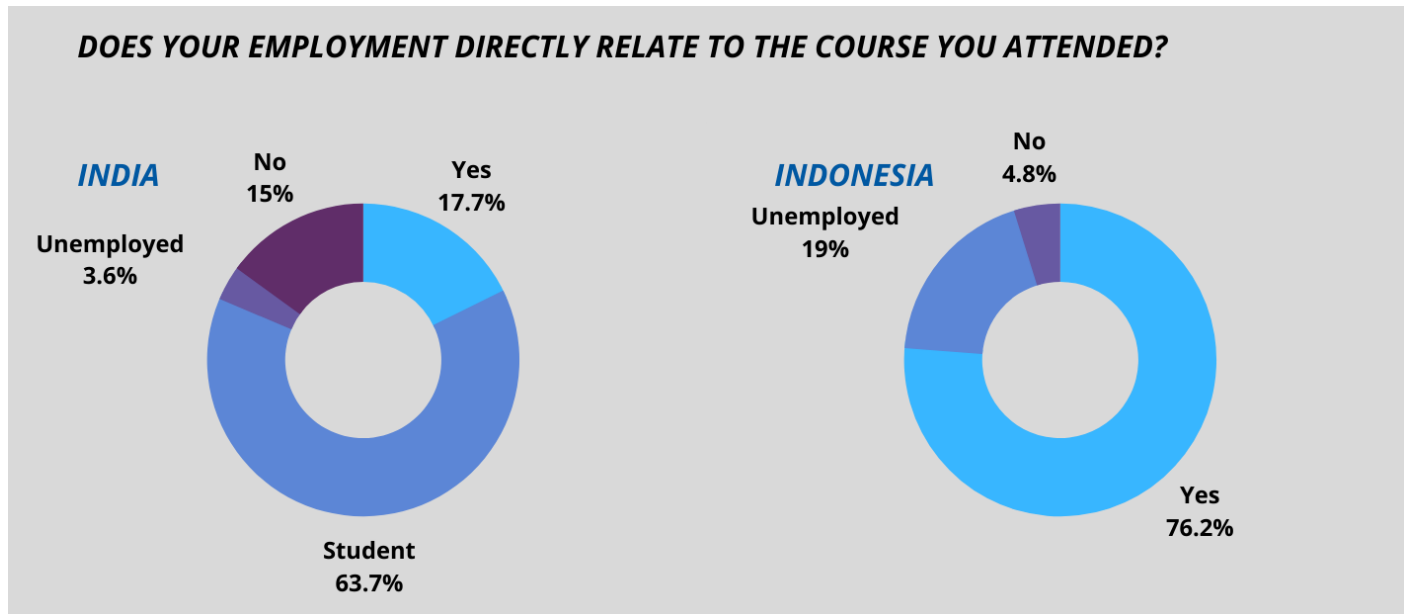 DOES YOUR EMPLOYMENT DIRECTLY RELATE TO THE COURSE YOU ATTENDED?
INDIA
No
15%
Yes
17.7%
Unemployed
3.6%
Student
63.7%
INDONESIA
No
4.8%
Unemployed
19%
Yes
76.2%